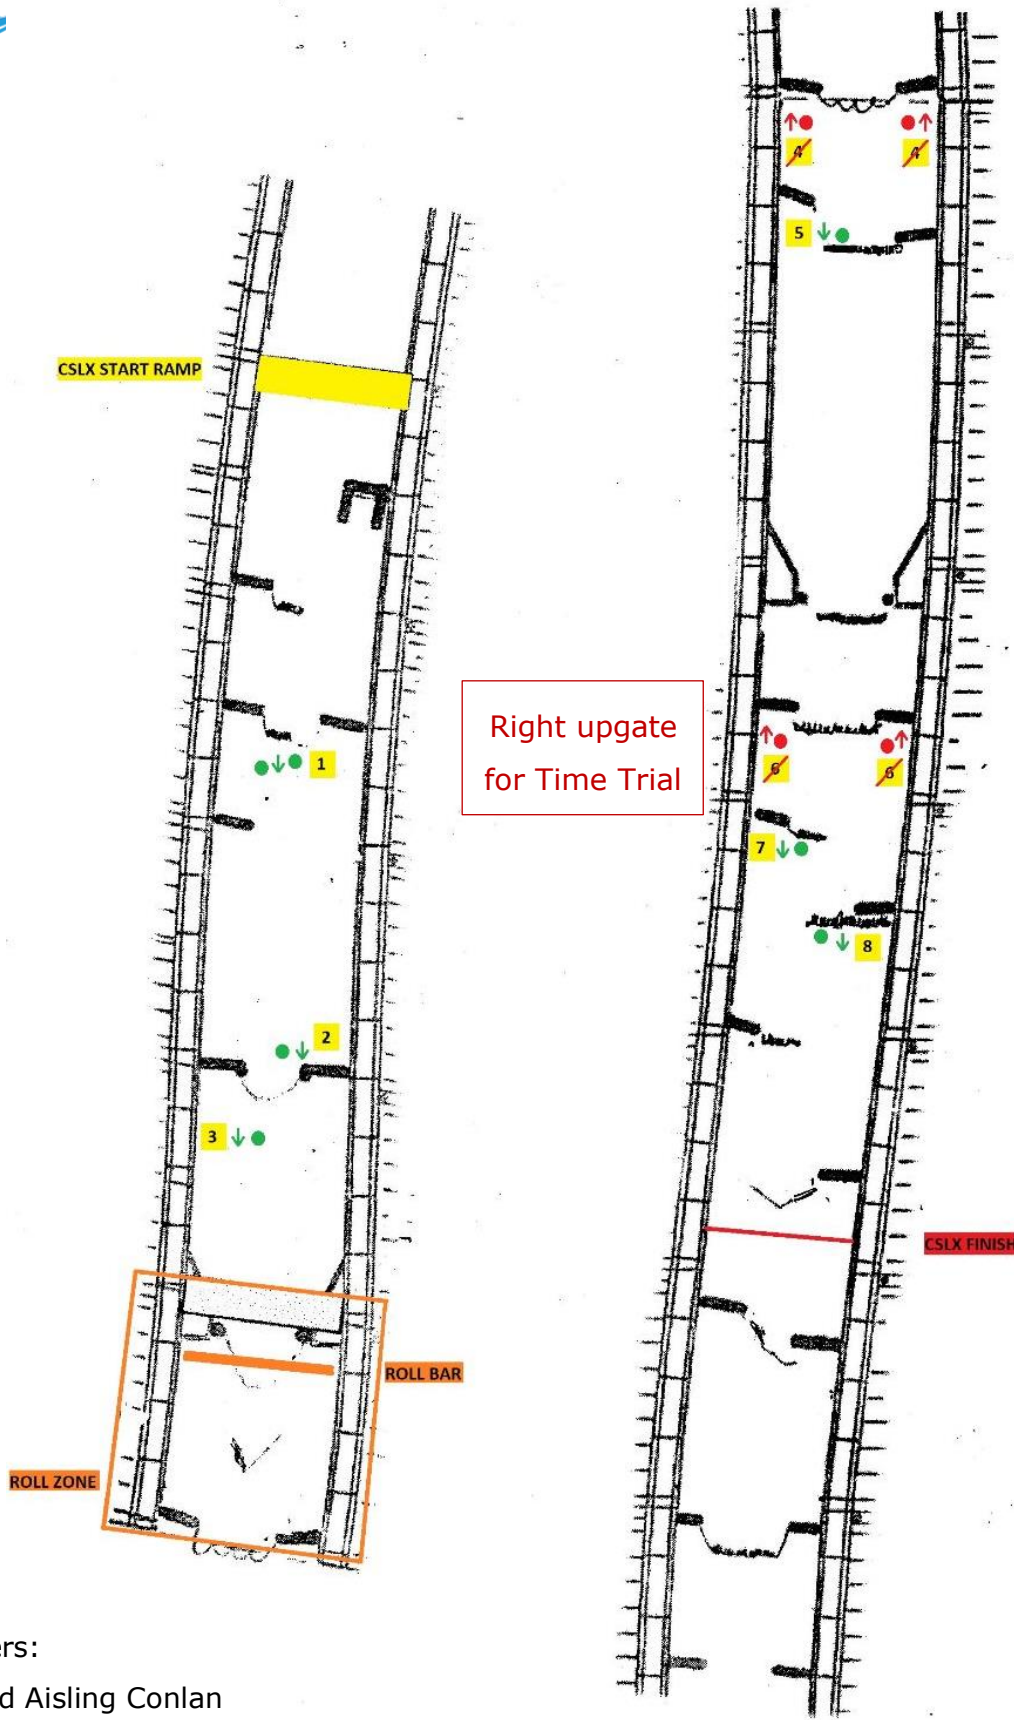 CSLX START RAMP
1
2
3
ROLL BAR
ROLL ZONE
ers:
d Aisling Conlan
4
4
5
Right upgate
for Time Trial
6
6
7
8
CSLX FINISH